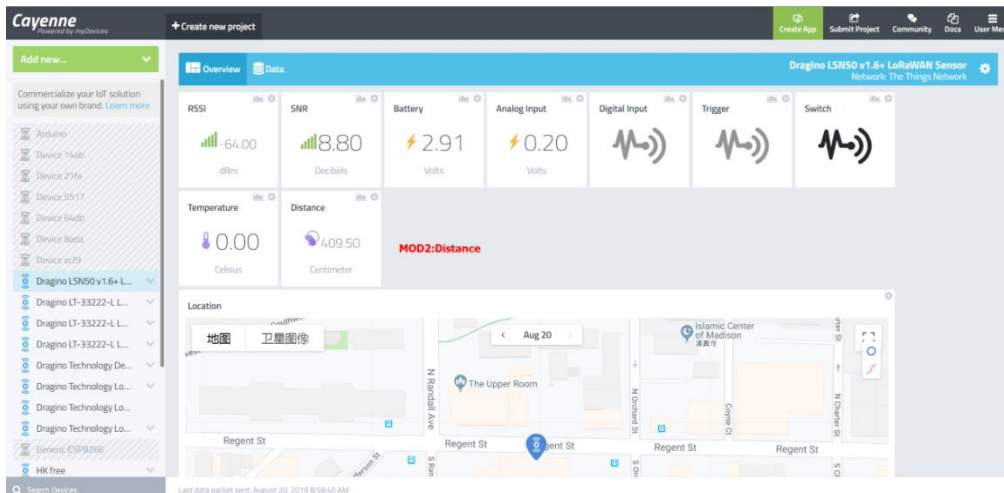 Cayenne
Powered by myDevices
+ Create new project
Create App
Submit Project
Community
Docs
User Men
Add new...
Commercialize your IoT solution
using your own brand. Learn more
Arduino
Device 14ab
Device 21fe
Device 5517
Device 64db
Device 8ada
Device ecf9
Dragino LSN50 v1.6+ L...
Dragino LT-33222-L L...
Dragino LT-33222-L L...
Dragino LT-33222-L L...
Dragino Technology De...
Dragino Technology Lo...
Dragino Technology Lo...
Dragino Technology Lo...
Generic ESP8266
HK free
Search Devices
Overview
Data
Dragino LSN50 v1.6+ LoRaWAN Sensor
Network: The Things Network
RSSI
-64.00
dBm
SNR
8.80
Decibels
Battery
2.91
Volts
Analog Input
0.20
Volts
Digital Input
Trigger
Switch
Temperature
0.00
Celsius
Distance
409.50
Centimeter
MOD2:Distance
Location
地图
卫星图像
< Aug 20 >
Islamic Center
of Madison
清真寺
The Upper Room
N Randall Ave
N Orchard St
Coyne Ct
N Charter St
Regent St
Regent St
gent St
Regent St
Regent St
S Ran
Last data packet sent: August 20, 2019 8:58:40 AM